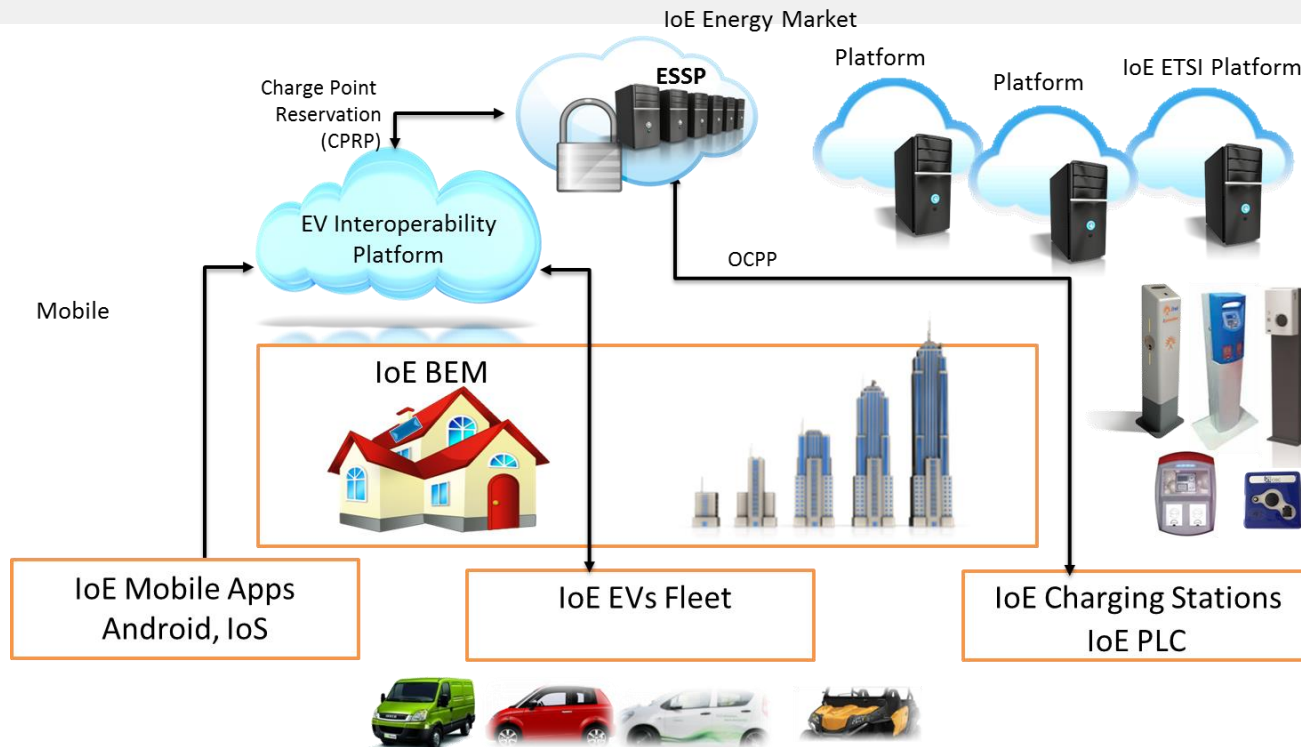 IoE Energy Market
Platform
Platform
IoE ETSI Platform
ESSP
Charge Point
Reservation
(CPRP)
EV Interoperability
Platform
OCPP
Mobile
IoE BEM
IoE Mobile Apps
Android, IoS
IoE EVs Fleet
IoE Charging Stations
IoE PLC